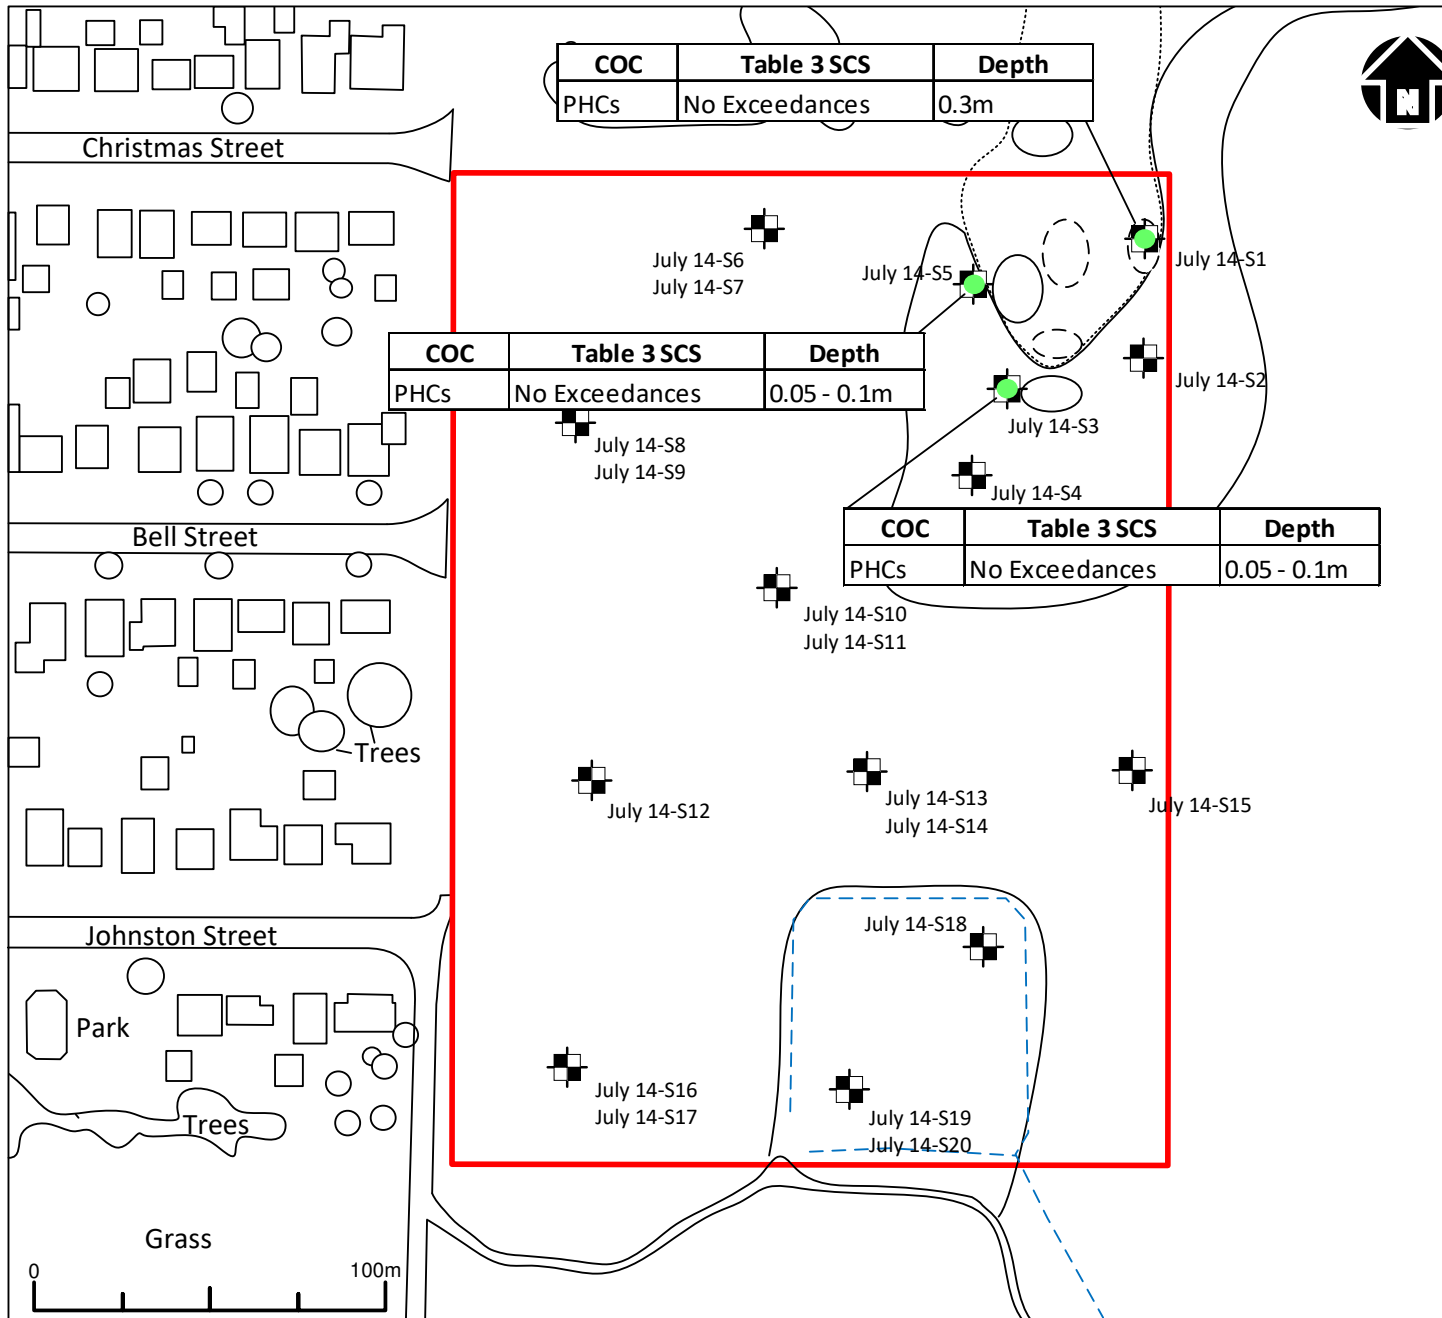 COC Table 3 SCS Depth
PHCs No Exceedances 0.3m
N
Christmas Street
July 14-S6
July 14-S7
July 14-S5
July 14-S1
COC Table 3 SCS Depth
PHCs No Exceedances 0.05 - 0.1m
July 14-S2
July 14-S3
July 14-S8
July 14-S9
July 14-S4
Bell Street
COC Table 3 SCS Depth
PHCs No Exceedances 0.05 - 0.1m
July 14-S10
July 14-S11
Trees
July 14-S12
July 14-S13
July 14-S14
July 14-S15
Johnston Street
July 14-S18
Park
July 14-S16
July 14-S17
July 14-S19
July 14-S20
Trees
Grass
0 100m